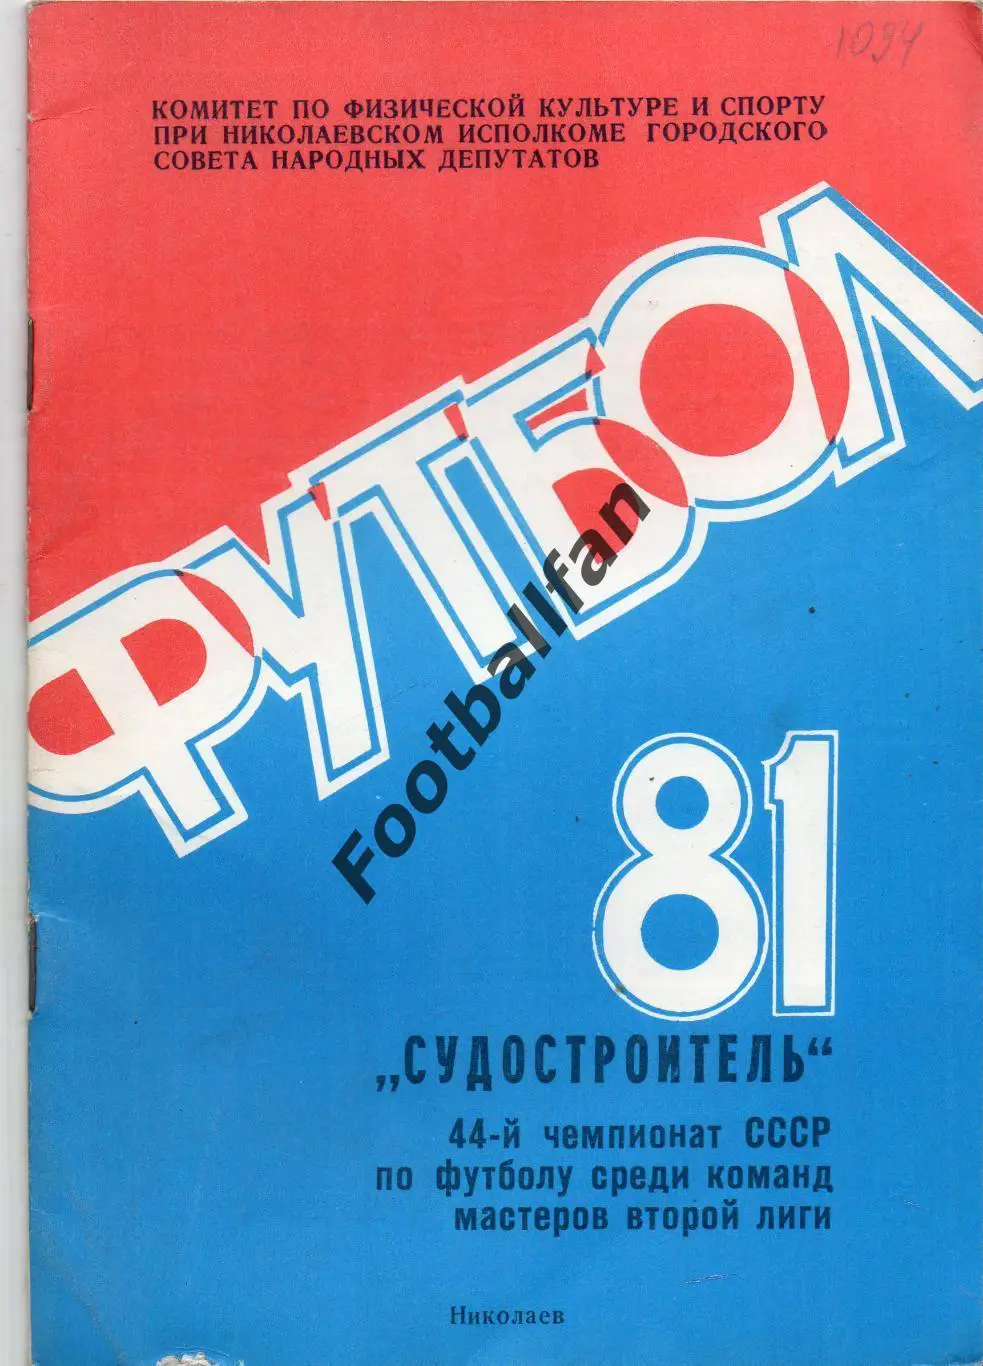 1094
КОМИТЕТ ПО ФИЗИЧЕСКОЙ КУЛЬТУРЕ И СПОРТУ
ПРИ НИКОЛАЕВСКОМ ИСПОЛКОМЕ ГОРОДСКОГО
СОВЕТА НАРОДНЫХ ДЕПУТАТОВ
ФУТБОЛ
Footballfan
81
„СУДОСТРОИТЕЛЬ“
44-й чемпионат СССР
по футболу среди команд
мастеров второй лиги
Николаев